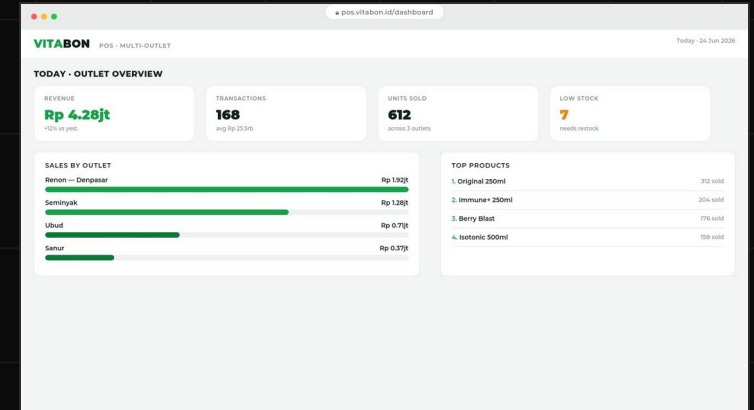 pos.vitabon.id/dashboard
VITABON POS · MULTI-OUTLET
Today · 24 Jun 2026
TODAY · OUTLET OVERVIEW
REVENUE
Rp 4.28jt
+12% vs yest.
TRANSACTIONS
168
avg Rp 25.5rb
UNITS SOLD
612
across 3 outlets
LOW STOCK
7
needs restock
SALES BY OUTLET
Renon — Denpasar Rp 1.92jt
Seminyak Rp 1.28jt
Ubud Rp 0.71jt
Sanur Rp 0.37jt
TOP PRODUCTS
1. Original 250ml 312 sold
2. Immune+ 250ml 204 sold
3. Berry Blast 176 sold
4. Isotonic 500ml 158 sold